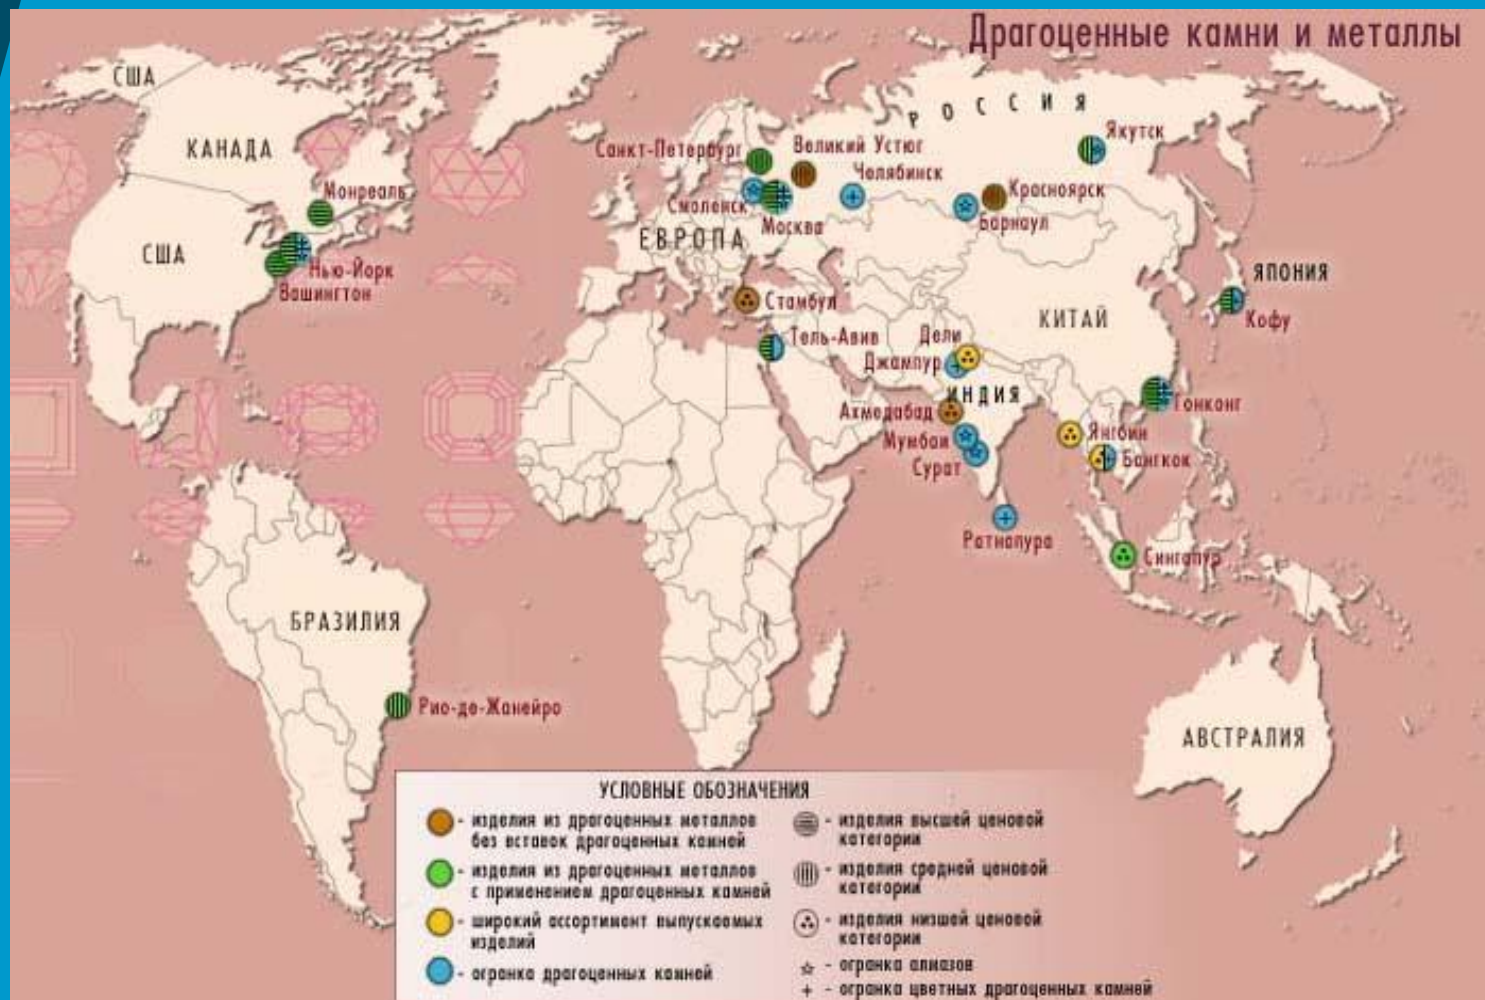 Драгоценные камни и металлы
США
РОССИЯ
КАНАДА
Санкт-Петербург
Великий Устюг
Якутск
Челябинск
Монреаль
Красноярск
Смоленск
Москва
Барнаул
США
ЕВРОПА
Нью-Йорк
Вашингтон
ЯПОНИЯ
Стамбул
КИТАЙ
Кофу
Тель-Авив
Дели
Джампур
ИНДИЯ
Ахмедабад
Гонконг
Мумбаи
Янгбин
Сурат
Бангкок
Ратнапура
Сингапур
БРАЗИЛИЯ
Рио-де-Жанейро
АВСТРАЛИЯ
УСЛОВНЫЕ ОБОЗНАЧЕНИЯ
- изделия из драгоценных металлов
без вставок драгоценных камней
- изделия из драгоценных металлов
с применением драгоценных камней
- широкий ассортимент выпускаемых
изделий
- огранка драгоценных камней
- изделия высшей ценовой
категории
- изделия средней ценовой
категории
- изделия низшей ценовой
категории
- огранка алмазов
- огранка цветных драгоценных камней